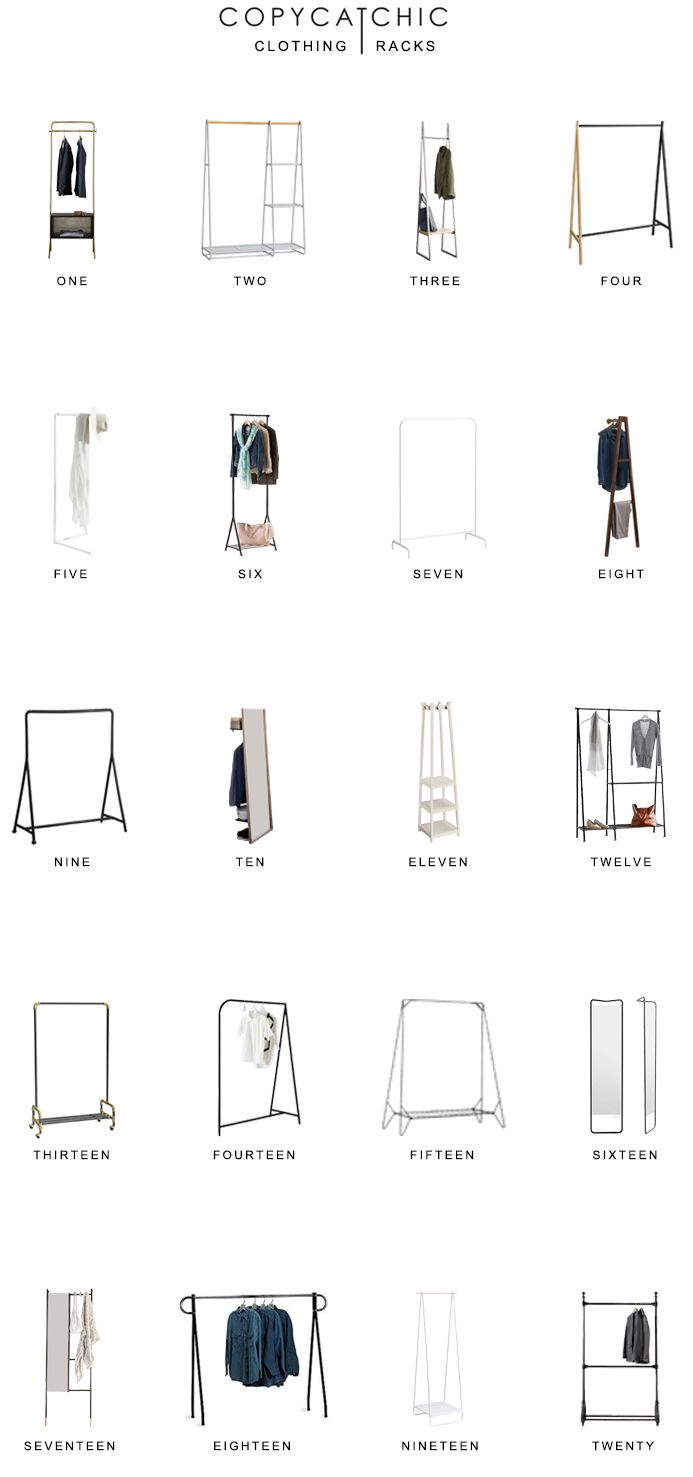 COPYCATCHIC
CLOTHING RACKS
ONE TWO THREE FOUR
FIVE SIX SEVEN EIGHT
NINE TEN ELEVEN TWELVE
THIRTEEN FOURTEEN FIFTEEN SIXTEEN
SEVENTEEN EIGHTEEN NINETEEN TWENTY